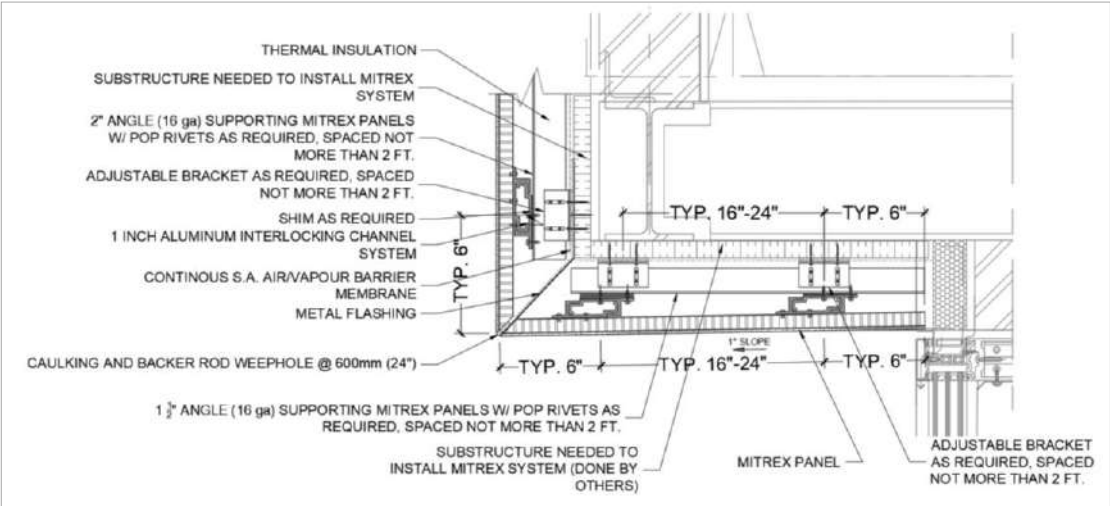 THERMAL INSULATION
SUBSTRUCTURE NEEDED TO INSTALL MITREX
SYSTEM
2" ANGLE (16 ga) SUPPORTING MITREX PANELS
W/ POP RIVETS AS REQUIRED, SPACED NOT
MORE THAN 2 FT.
ADJUSTABLE BRACKET AS REQUIRED, SPACED
NOT MORE THAN 2 FT.
SHIM AS REQUIRED
1 INCH ALUMINUM INTERLOCKING CHANNEL
SYSTEM
CONTINOUS S.A. AIR/VAPOUR BARRIER
MEMBRANE
METAL FLASHING
CAULKING AND BACKER ROD WEEPHOLE @ 600mm (24")
TYP. 6"
TYP. 16"-24"
TYP. 6"
1" SLOPE
TYP. 6"
TYP. 16"-24"
TYP. 6"
1 " ANGLE (16 ga) SUPPORTING MITREX PANELS W/ POP RIVETS AS
REQUIRED, SPACED NOT MORE THAN 2 FT.
SUBSTRUCTURE NEEDED TO
INSTALL MITREX SYSTEM (DONE BY
OTHERS)
MITREX PANEL
ADJUSTABLE BRACKET
AS REQUIRED, SPACED
NOT MORE THAN 2 FT.